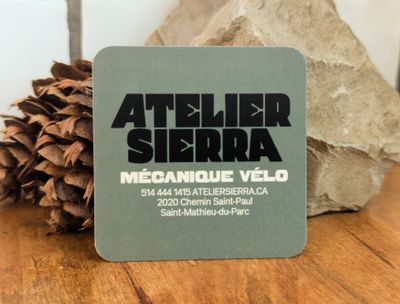 ATELIER
SIERRA
MÉCANIQUE VÉLO
514 444 1415 ATELIERSIERRA.CA
2020 Chemin Saint-Paul
Saint-Mathieu-du-Parc